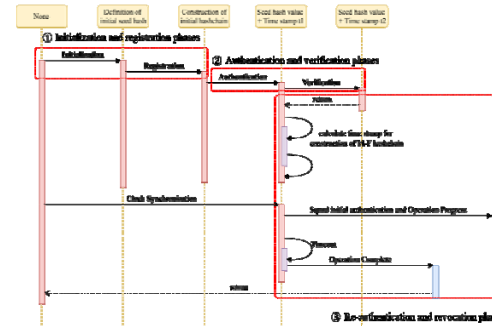 None
Definition of
initial seed hash
Construction of
initial hashchain
Seed hash value
+ Time stamp t1
Seed hash value
+ Time stamp t2
① Initialization and registration phases
Initialization
Registration
② Authentication and verification phases
Authentication
Verification
return
calculate time stamp for
construction of
hashchain
Clock Synchronization
initial authentication and Operation Progress
Timeout
Operation Complete
return
③ Re-authentication and revocation pha